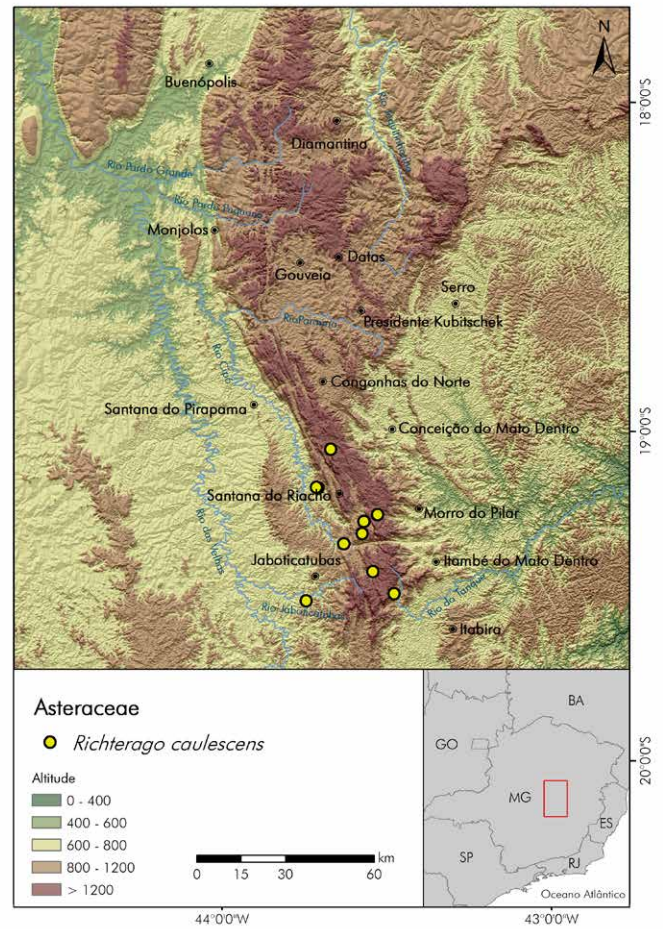 N
Buenópolis
Diamantina
Rio Pardo Grande
Rio Pardo Pequeno
Monjolos
Datas
Gouveia
Serro
Rio Paraúna
Presidente Kubitschek
Rio Cipó
Congonhas do Norte
Santana do Pirapama
Conceição do Mato Dentro
Santana do Riacho
Morro do Pilar
Rio das Velhas
Jaboticatubas
Itambé do Mato Dentro
Rio Jaboticatubas
Rio do Tanque
Itabira
18°0'0"S
19°0'0"S
20°0'0"S
Asteraceae
Richterago caulescens
Altitude
0 - 400
400 - 600
600 - 800
800 - 1200
> 1200
km
0 15 30 60
BA
GO
MG
ES
SP
RJ
Oceano Atlântico
44°0'0"W
43°0'0"W